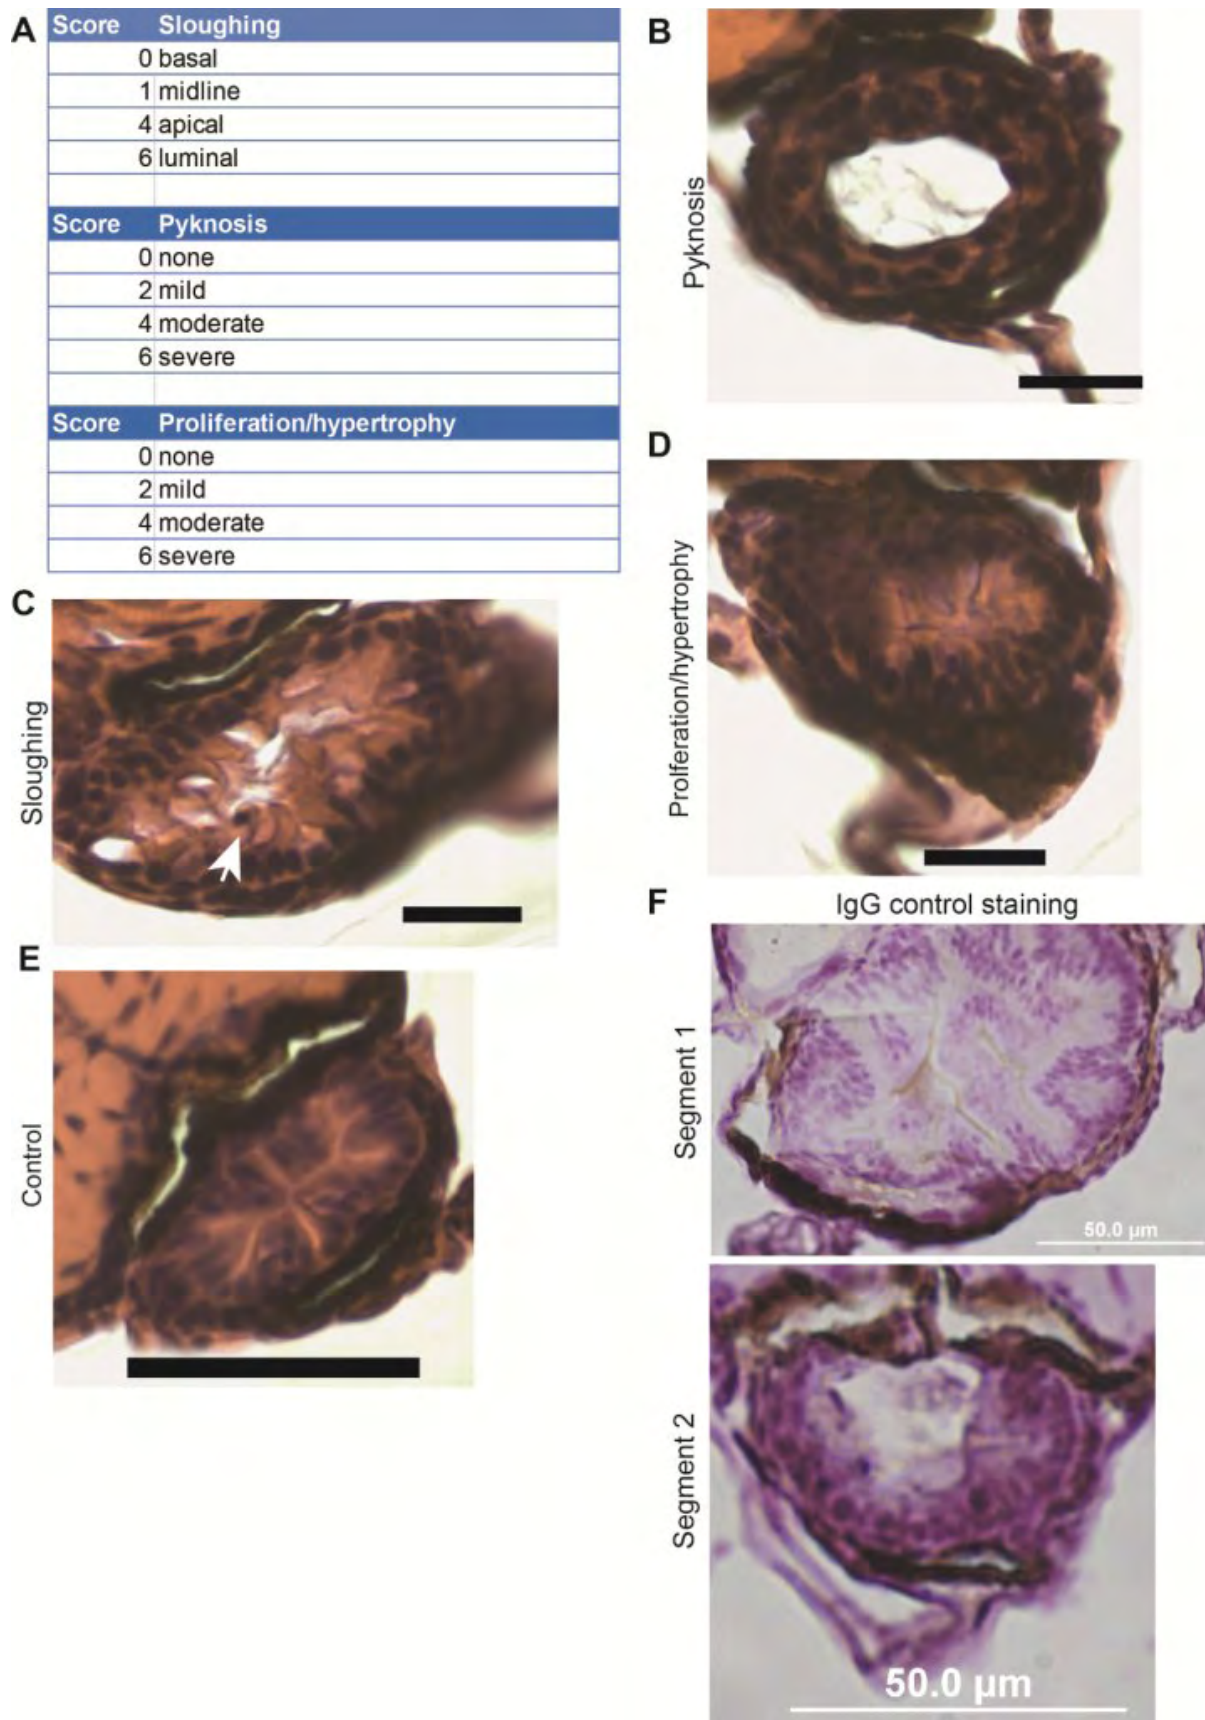 A
Score Sloughing
0 basal
1 midline
4 apical
6 luminal
Score Pyknosis
0 none
2 mild
4 moderate
6 severe
Score Proliferation/hypertrophy
0 none
2 mild
4 moderate
6 severe
B
Pyknosis
C
Sloughing
D
Prolferation/hypertrophy
E
Control
F
IgG control staining
Segment 1
50.0 µm
Segment 2
50.0 µm